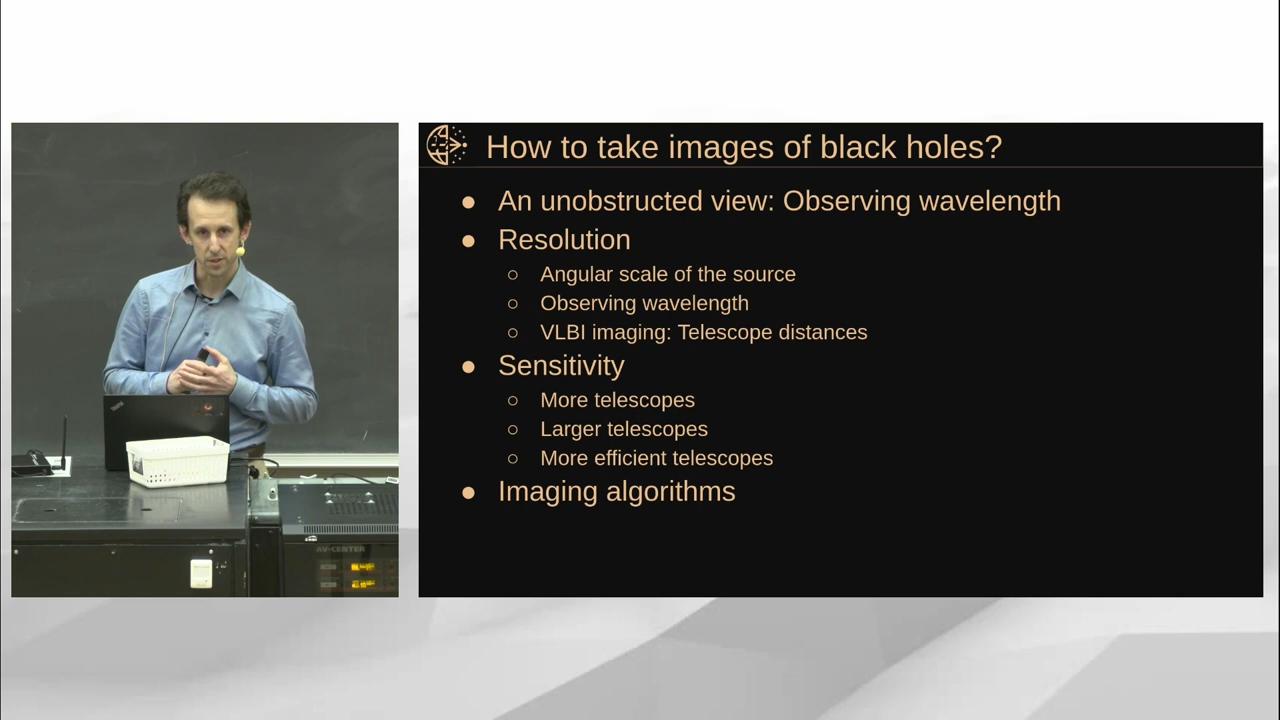 How to take images of black holes?
● An unobstructed view: Observing wavelength
● Resolution
○ Angular scale of the source
○ Observing wavelength
○ VLBI imaging: Telescope distances
● Sensitivity
○ More telescopes
○ Larger telescopes
○ More efficient telescopes
● Imaging algorithms
AV-CENTER